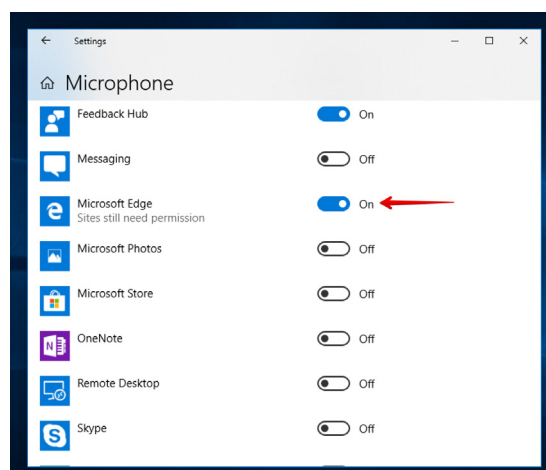 Settings
Microphone
Feedback Hub On
Messaging Off
Microsoft Edge On
Sites still need permission
Microsoft Photos Off
Microsoft Store Off
OneNote Off
Remote Desktop Off
Skype Off